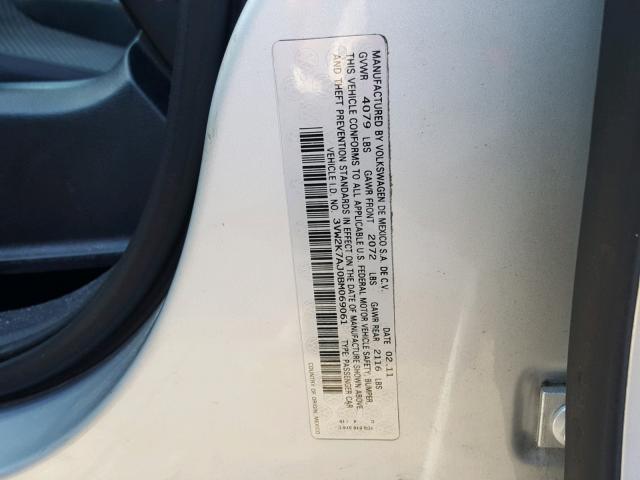 MANUFACTURED BY VOLKSWAGEN DE MEXICO S.A. DE C.V. DATE 02.11
GVWR 4079 LBS GAWR FRONT 2072 LBS GAWR REAR 2116 LBS
THIS VEHICLE CONFORMS TO ALL APPLICABLE U.S. FEDERAL MOTOR VEHICLE SAFETY, BUMPER
AND THEFT PREVENTION STANDARDS IN EFFECT ON THE DATE OF MANUFACTURE SHOWN ABOVE.
VEHICLE I.D. NO. 3VW2K7AJ0BM069061 TYPE: PASSENGER CAR
COUNTRY OF ORIGIN: MEXICO